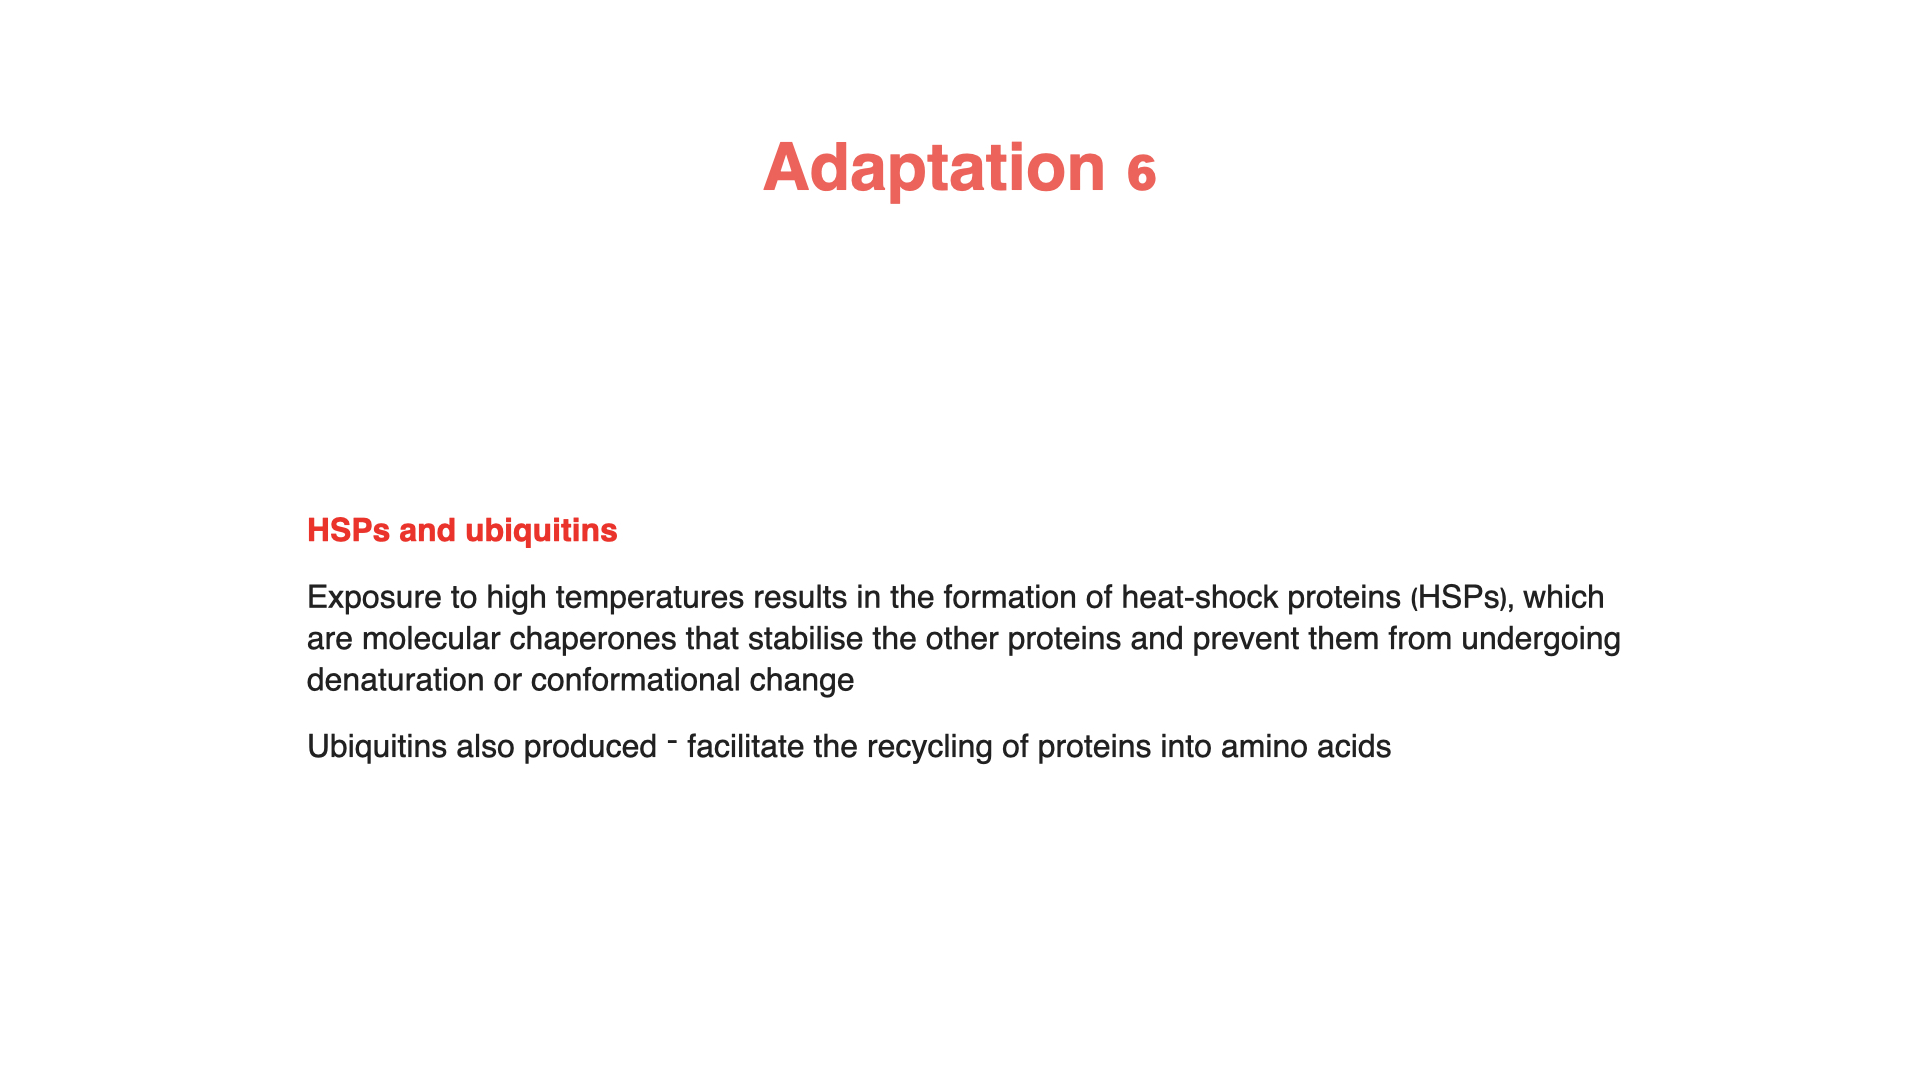 Adaptation 6
HSPs and ubiquitins
Exposure to high temperatures results in the formation of heat-shock proteins (HSPs), which
are molecular chaperones that stabilise the other proteins and prevent them from undergoing
denaturation or conformational change
Ubiquitins also produced - facilitate the recycling of proteins into amino acids